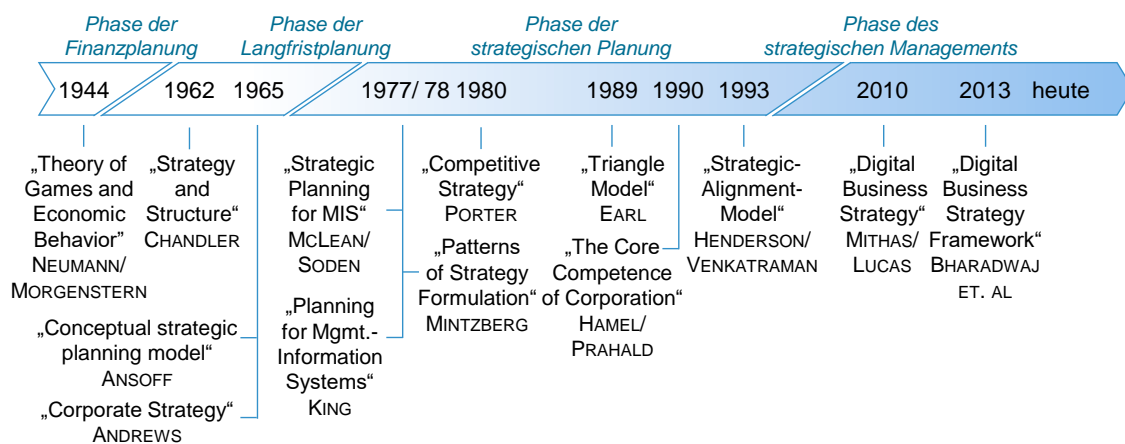 Phase der
Finanzplanung
Phase der
Langfristplanung
Phase der
strategischen Planung
Phase des
strategischen Managements
1944
1962
1965
1977/ 78
1980
1989
1990
1993
2010
2013
heute
„Theory of
Games and
Economic
Behavior”
NEUMANN/
MORGENSTERN
„Strategy
and
Structure“
CHANDLER
„Conceptual strategic
planning model“
ANSOFF
„Corporate Strategy“
ANDREWS
„Strategic
Planning
for MIS“
MCLEAN/
SODEN
„Planning
for Mgmt.-
Information
Systems“
KING
„Competitive
Strategy“
PORTER
„Patterns
of Strategy
Formulation“
MINTZBERG
„Triangle
Model“
EARL
„The Core
Competence
of Corporation“
HAMEL/
PRAHALD
„Strategic-
Alignment-
Model“
HENDERSON/
VENKATRAMAN
„Digital
Business
Strategy“
MITHAS/
LUCAS
„Digital
Business
Strategy
Framework“
BHARADWAJ
ET. AL